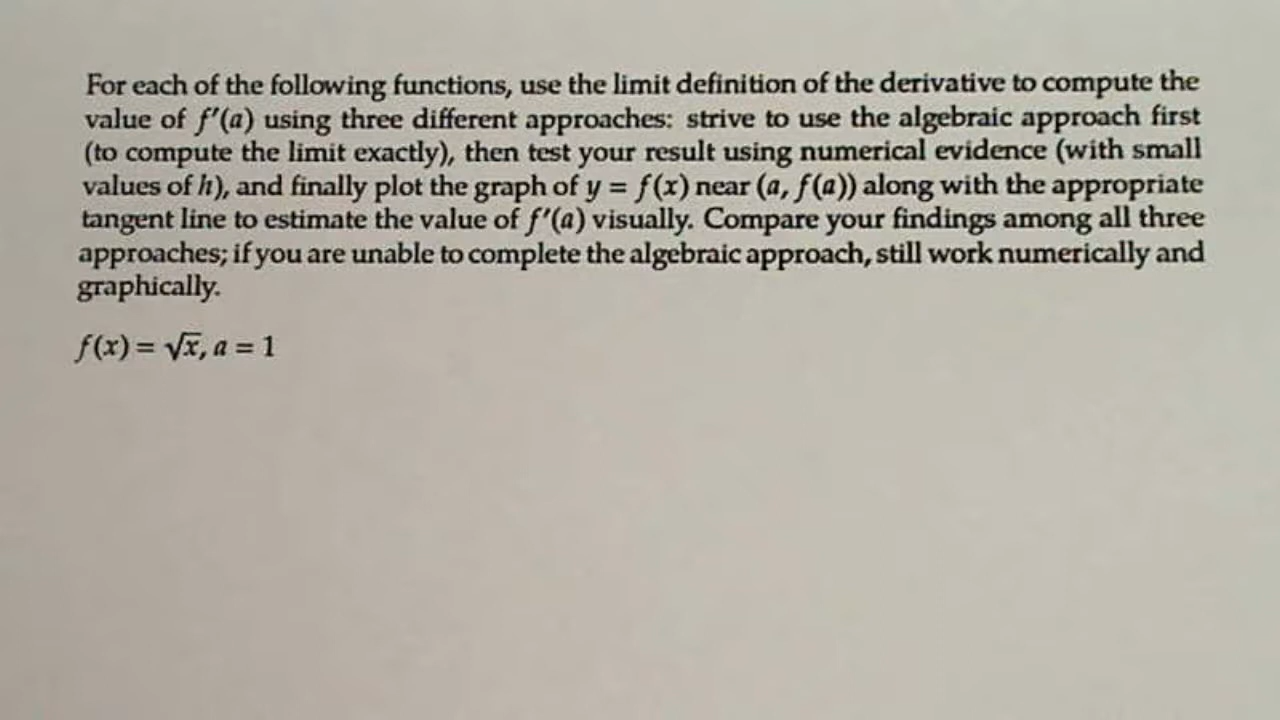 For each of the following functions, use the limit definition of the derivative to compute the
value of f′(a) using three different approaches: strive to use the algebraic approach first
(to compute the limit exactly), then test your result using numerical evidence (with small
values of h), and finally plot the graph of y = f(x) near (a, f(a)) along with the appropriate
tangent line to estimate the value of f′(a) visually. Compare your findings among all three
approaches; if you are unable to complete the algebraic approach, still work numerically and
graphically.
f(x) = √x, a = 1